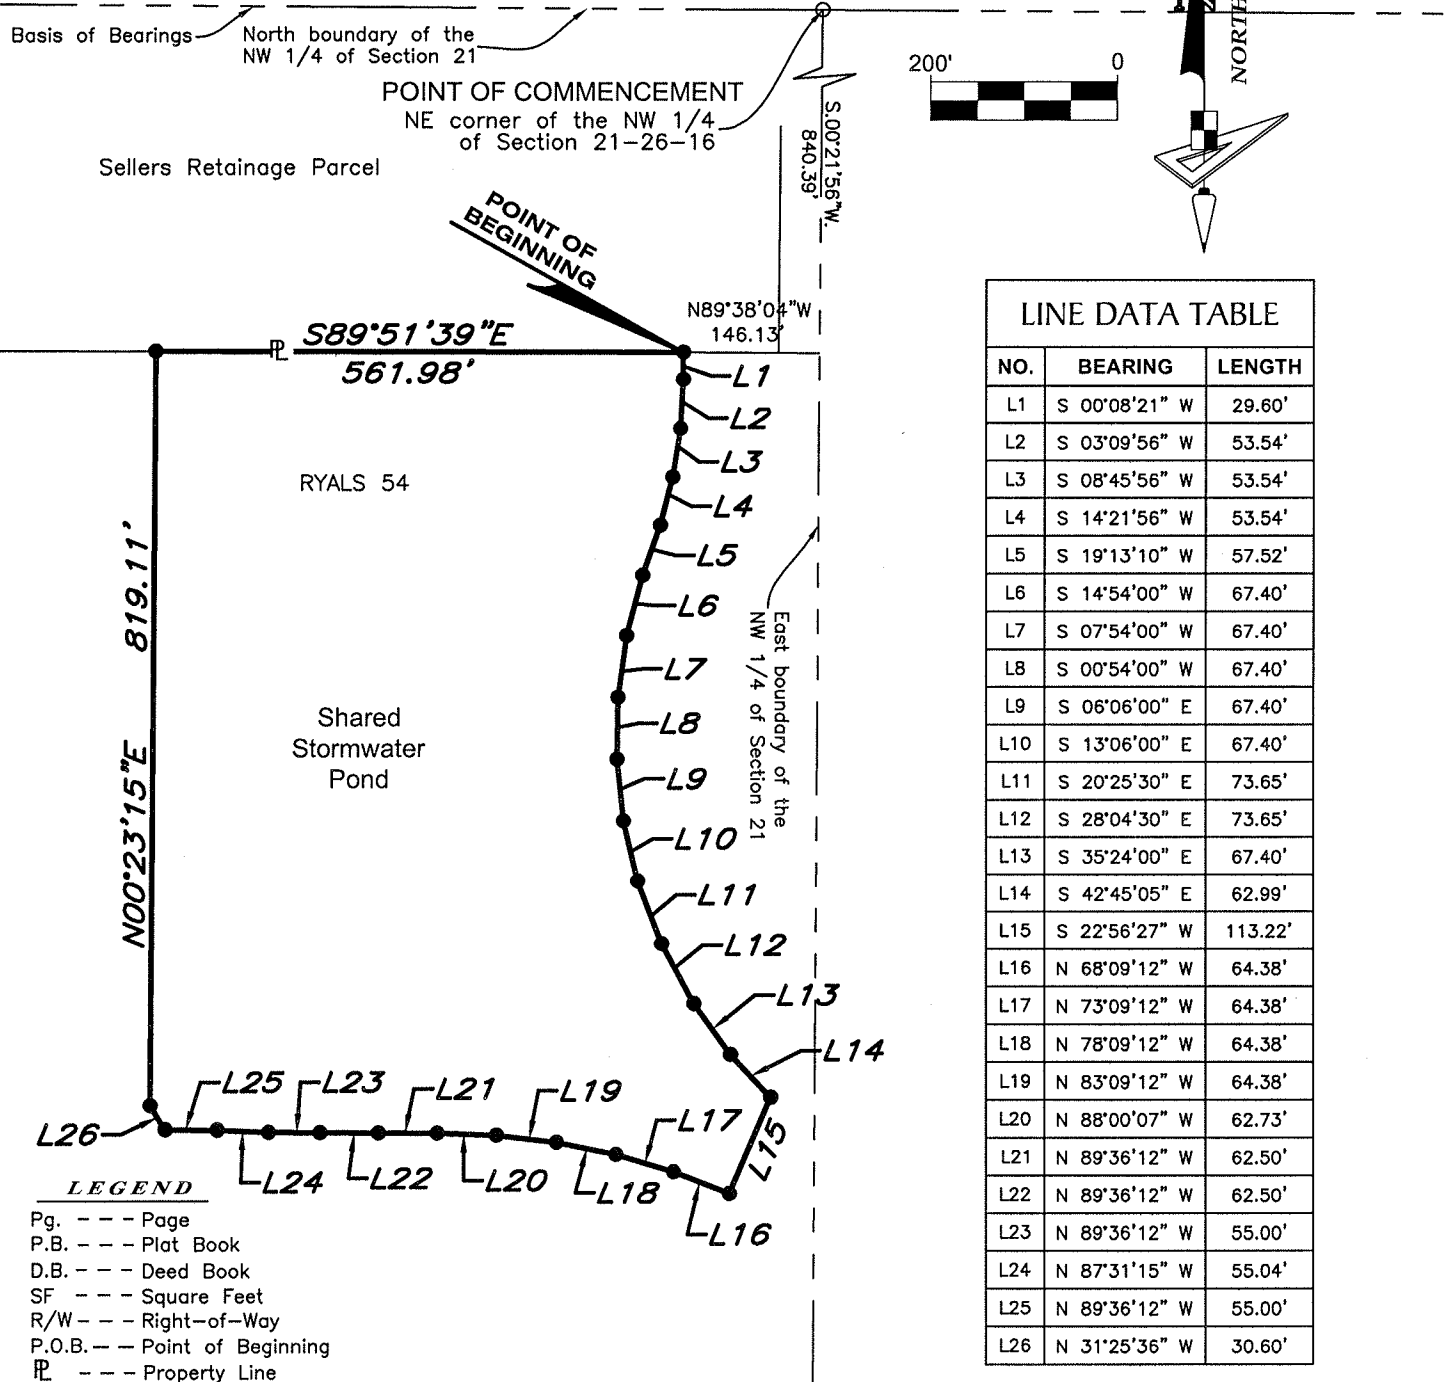 Basis of Bearings
North boundary of the
NW 1/4 of Section 21
POINT OF COMMENCEMENT
NE corner of the NW 1/4
of Section 21-26-16
S.00°21'56"W.
840.39'
200' 0
NORTH
Sellers Retainage Parcel
POINT OF
BEGINNING
N89°38'04"W
146.13'
S89°51'39"E
561.98'
L1
L2
L3
L4
L5
L6
L7
L8
L9
L10
L11
L12
L13
L14
L15
L16
L17
L18
L19
L20
L21
L22
L23
L24
L25
L26
RYALS 54
N00°23'15"E 819.11'
Shared
Stormwater
Pond
East boundary of the
NW 1/4 of Section 21
LEGEND
Pg. - - - Page
P.B. - - - Plat Book
D.B. - - - Deed Book
SF - - - Square Feet
R/W - - - Right-of-Way
P.O.B. - - Point of Beginning
PL - - - Property Line
LINE DATA TABLE
NO. BEARING LENGTH
L1 S 00°08'21" W 29.60'
L2 S 03°09'56" W 53.54'
L3 S 08°45'56" W 53.54'
L4 S 14°21'56" W 53.54'
L5 S 19°13'10" W 57.52'
L6 S 14°54'00" W 67.40'
L7 S 07°54'00" W 67.40'
L8 S 00°54'00" W 67.40'
L9 S 06°06'00" E 67.40'
L10 S 13°06'00" E 67.40'
L11 S 20°25'30" E 73.65'
L12 S 28°04'30" E 73.65'
L13 S 35°24'00" E 67.40'
L14 S 42°45'05" E 62.99'
L15 S 22°56'27" W 113.22'
L16 N 68°09'12" W 64.38'
L17 N 73°09'12" W 64.38'
L18 N 78°09'12" W 64.38'
L19 N 83°09'12" W 64.38'
L20 N 88°00'07" W 62.73'
L21 N 89°36'12" W 62.50'
L22 N 89°36'12" W 62.50'
L23 N 89°36'12" W 55.00'
L24 N 87°31'15" W 55.04'
L25 N 89°36'12" W 55.00'
L26 N 31°25'36" W 30.60'